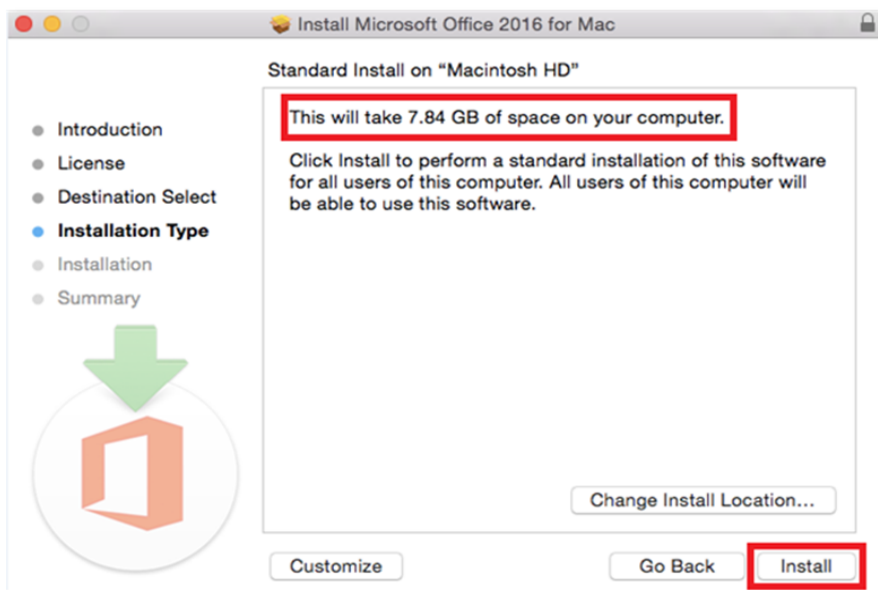 Install Microsoft Office 2016 for Mac
Standard Install on “Macintosh HD”
Introduction
License
Destination Select
Installation Type
Installation
Summary
This will take 7.84 GB of space on your computer.
Click Install to perform a standard installation of this software
for all users of this computer. All users of this computer will
be able to use this software.
Change Install Location...
Customize
Go Back
Install